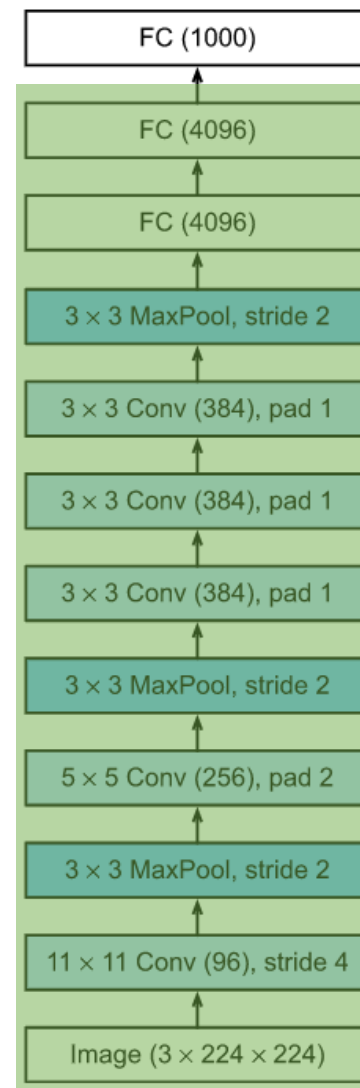 FC (1000)
FC (4096)
FC (4096)
3 × 3 MaxPool, stride 2
3 × 3 Conv (384), pad 1
3 × 3 Conv (384), pad 1
3 × 3 Conv (384), pad 1
3 × 3 MaxPool, stride 2
5 × 5 Conv (256), pad 2
3 × 3 MaxPool, stride 2
11 × 11 Conv (96), stride 4
Image (3 × 224 × 224)